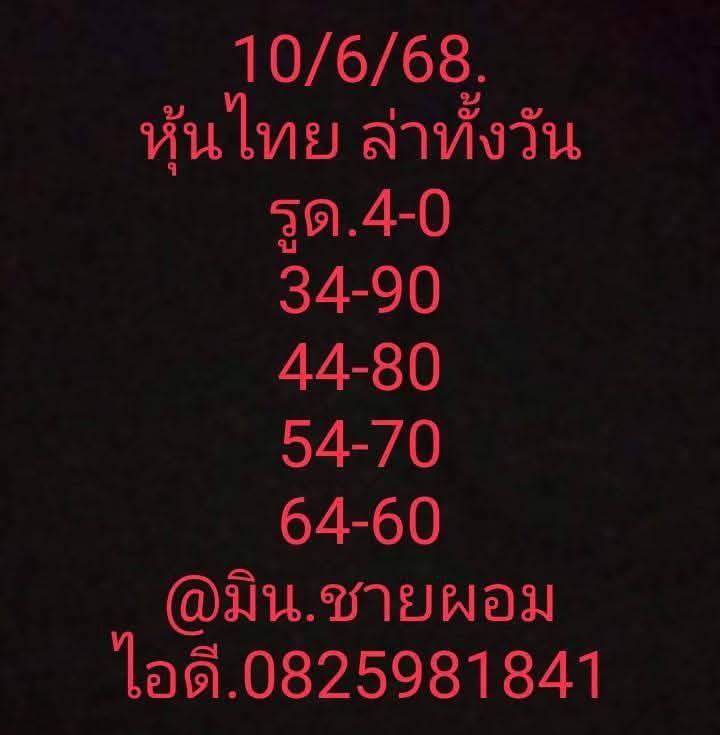 10/6/68.
หุ้นไทย ล่าทั้งวัน
รูด.4-0
34-90
44-80
54-70
64-60
@มิน.ชายผอม
ไอดี.0825981841